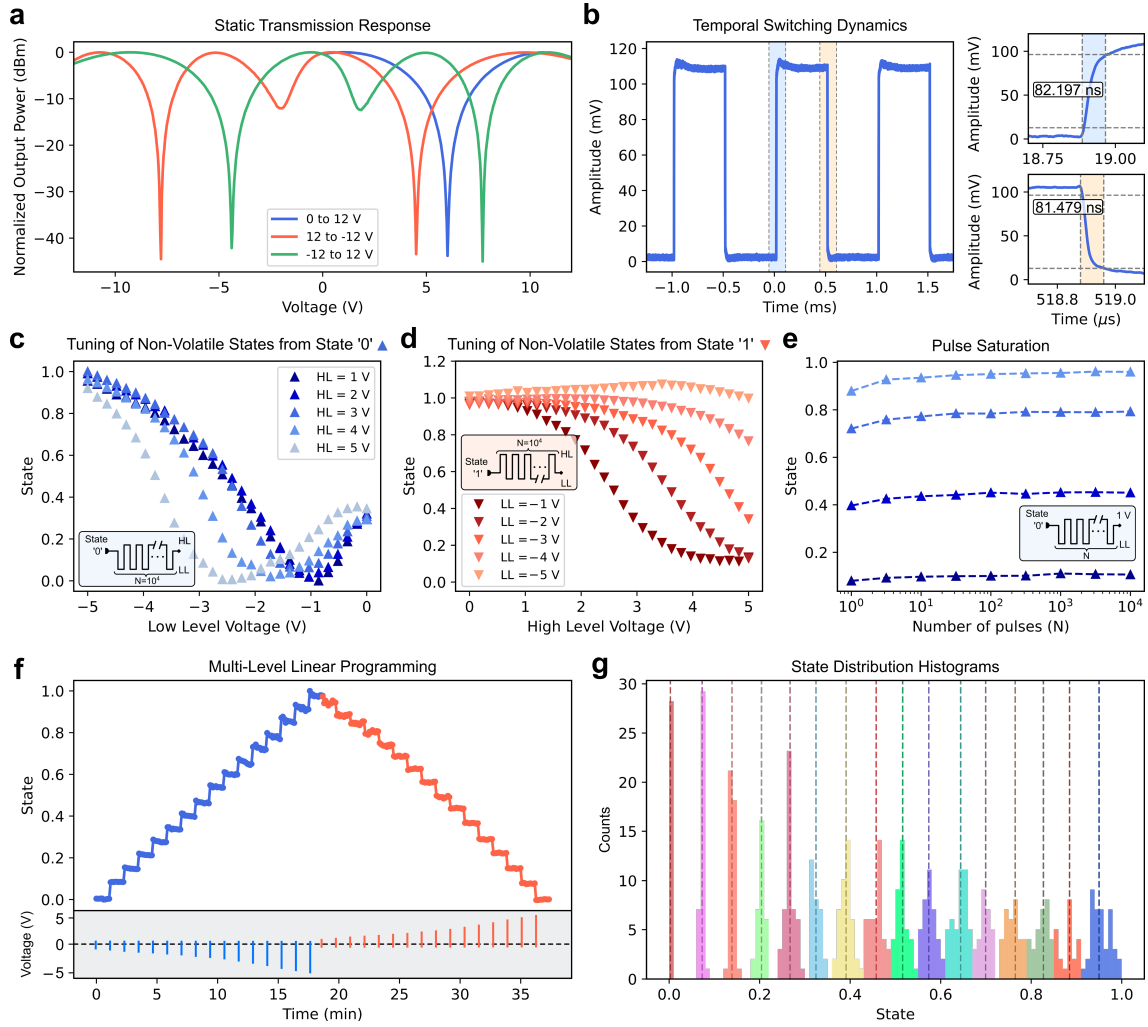 a
Static Transmission Response
Normalized Output Power (dBm)
0
−10
−20
−30
−40
−10
−5
0
5
10
Voltage (V)
0 to 12 V
12 to -12 V
-12 to 12 V
b
Temporal Switching Dynamics
Amplitude (mV)
120
100
80
60
40
20
0
−1.0
−0.5
0.0
0.5
1.0
1.5
Time (ms)
Amplitude (mV)
100
50
0
82.197 ns
18.75
19.00
Amplitude (mV)
100
50
0
81.479 ns
518.8
519.0
Time (μs)
c
Tuning of Non-Volatile States from State '0'
State
1.0
0.8
0.6
0.4
0.2
0.0
HL = 1 V
HL = 2 V
HL = 3 V
HL = 4 V
HL = 5 V
State
'0'
HL
LL
N=10⁴
−5
−4
−3
−2
−1
0
Low Level Voltage (V)
d
Tuning of Non-Volatile States from State '1'
State
1.2
1.0
0.8
0.6
0.4
0.2
0.0
N=10⁴
State
'1'
HL
LL
LL = −1 V
LL = −2 V
LL = −3 V
LL = −4 V
LL = −5 V
0
1
2
3
4
5
High Level Voltage (V)
e
Pulse Saturation
State
1.0
0.8
0.6
0.4
0.2
State
'0'
1 V
LL
N
10⁰
10¹
10²
10³
10⁴
Number of pulses (N)
f
Multi-Level Linear Programming
State
1.0
0.8
0.6
0.4
0.2
0.0
Voltage (V)
5
0
−5
0
5
10
15
20
25
30
35
Time (min)
g
State Distribution Histograms
Counts
30
25
20
15
10
5
0
0.0
0.2
0.4
0.6
0.8
1.0
State